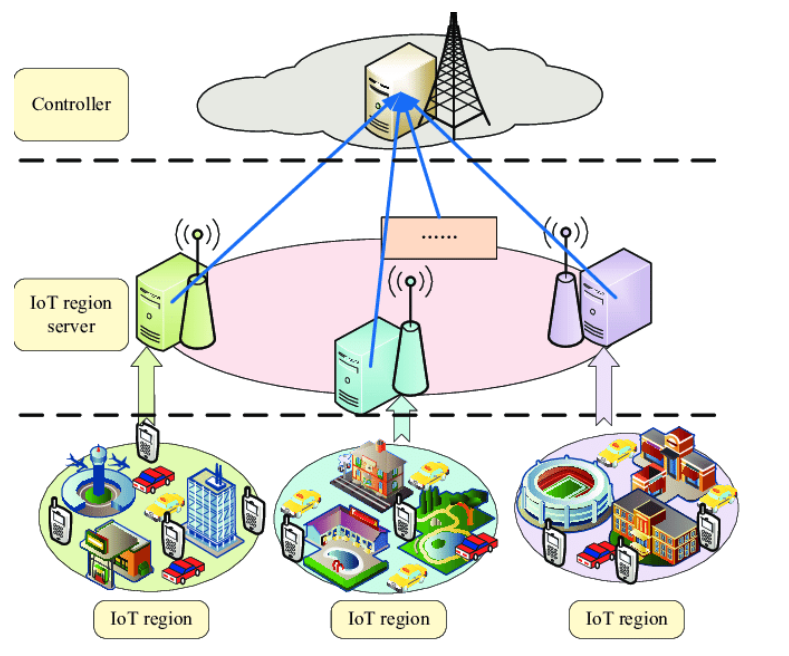 Controller
······
IoT region
server
IoT region
IoT region
IoT region